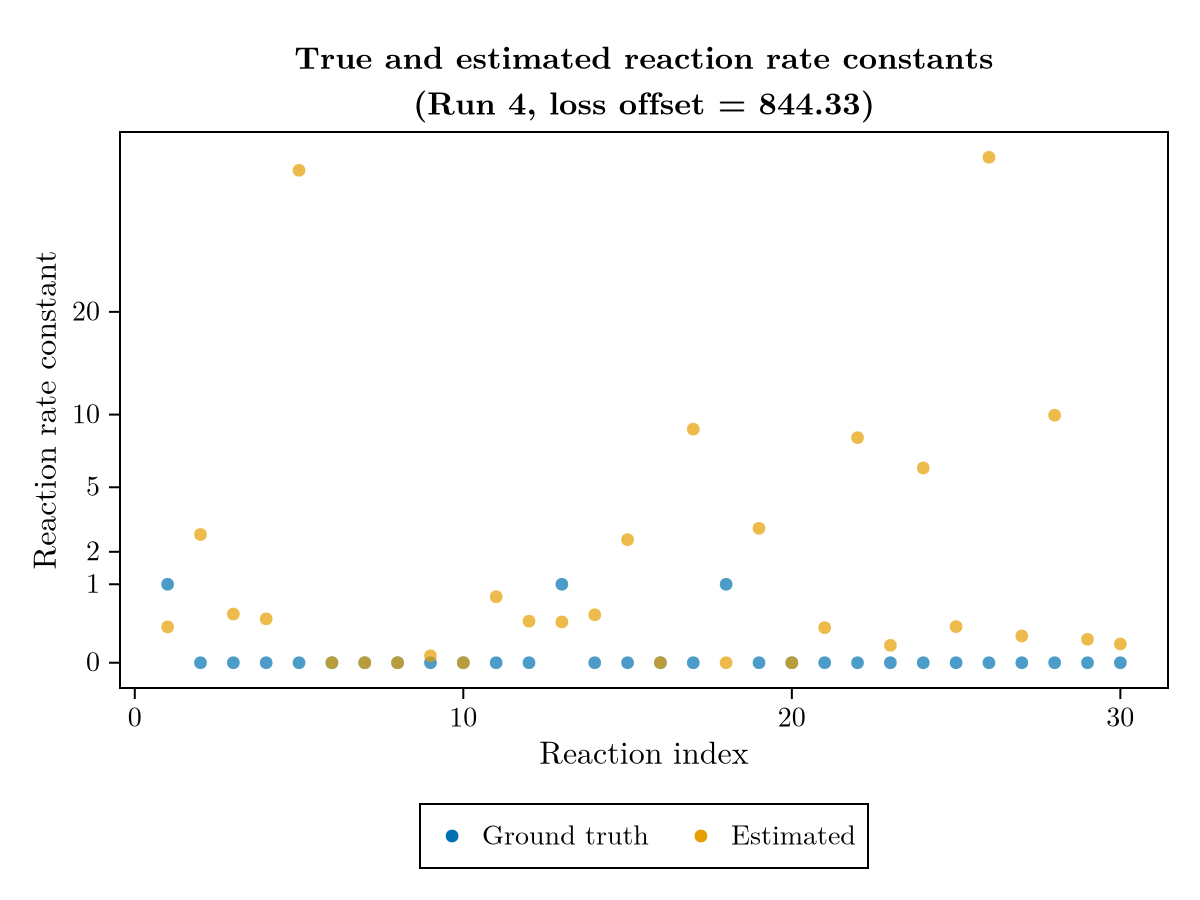 True and estimated reaction rate constants
(Run 4, loss offset = 844.33)
Reaction rate constant
20
10
5
2
1
0
0
10
20
30
Reaction index
Ground truth
Estimated